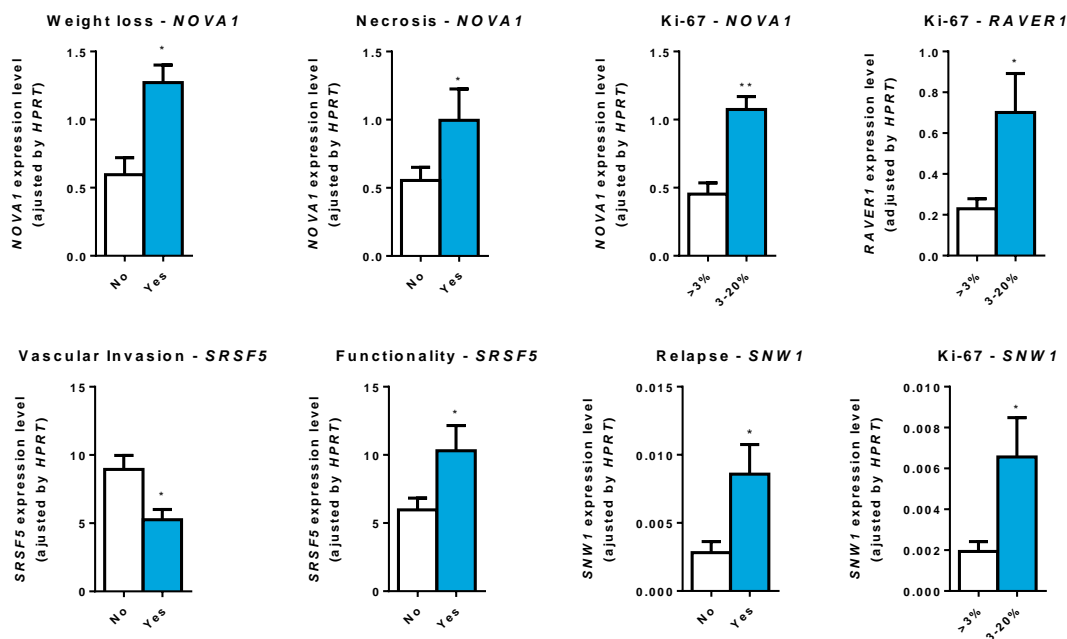 Weight loss - NOVA1
NOVA1 expression level
(ajusted by HPRT)
1.5
1.0
0.5
0.0
*
No
Yes
Necrosis - NOVA1
NOVA1 expression level
(ajusted by HPRT)
1.5
1.0
0.5
0.0
*
No
Yes
Ki-67 - NOVA1
NOVA1 expression level
(ajusted by HPRT)
1.5
1.0
0.5
0.0
**
>3%
3-20%
Ki-67 - RAVER1
RAVER1 expression level
(adjusted by HPRT)
1.0
0.8
0.6
0.4
0.2
0.0
*
>3%
3-20%
Vascular Invasion - SRSF5
SRSF5 expression level
(ajusted by HPRT)
15
10
5
0
*
No
Yes
Functionality - SRSF5
SRSF5 expression level
(ajusted by HPRT)
15
10
5
0
*
No
Yes
Relapse - SNW1
SNW1 expression level
(ajusted by HPRT)
0.015
0.010
0.005
0.000
*
No
Yes
Ki-67 - SNW1
SNW1 expression level
(ajusted by HPRT)
0.010
0.008
0.006
0.004
0.002
0.000
*
>3%
3-20%